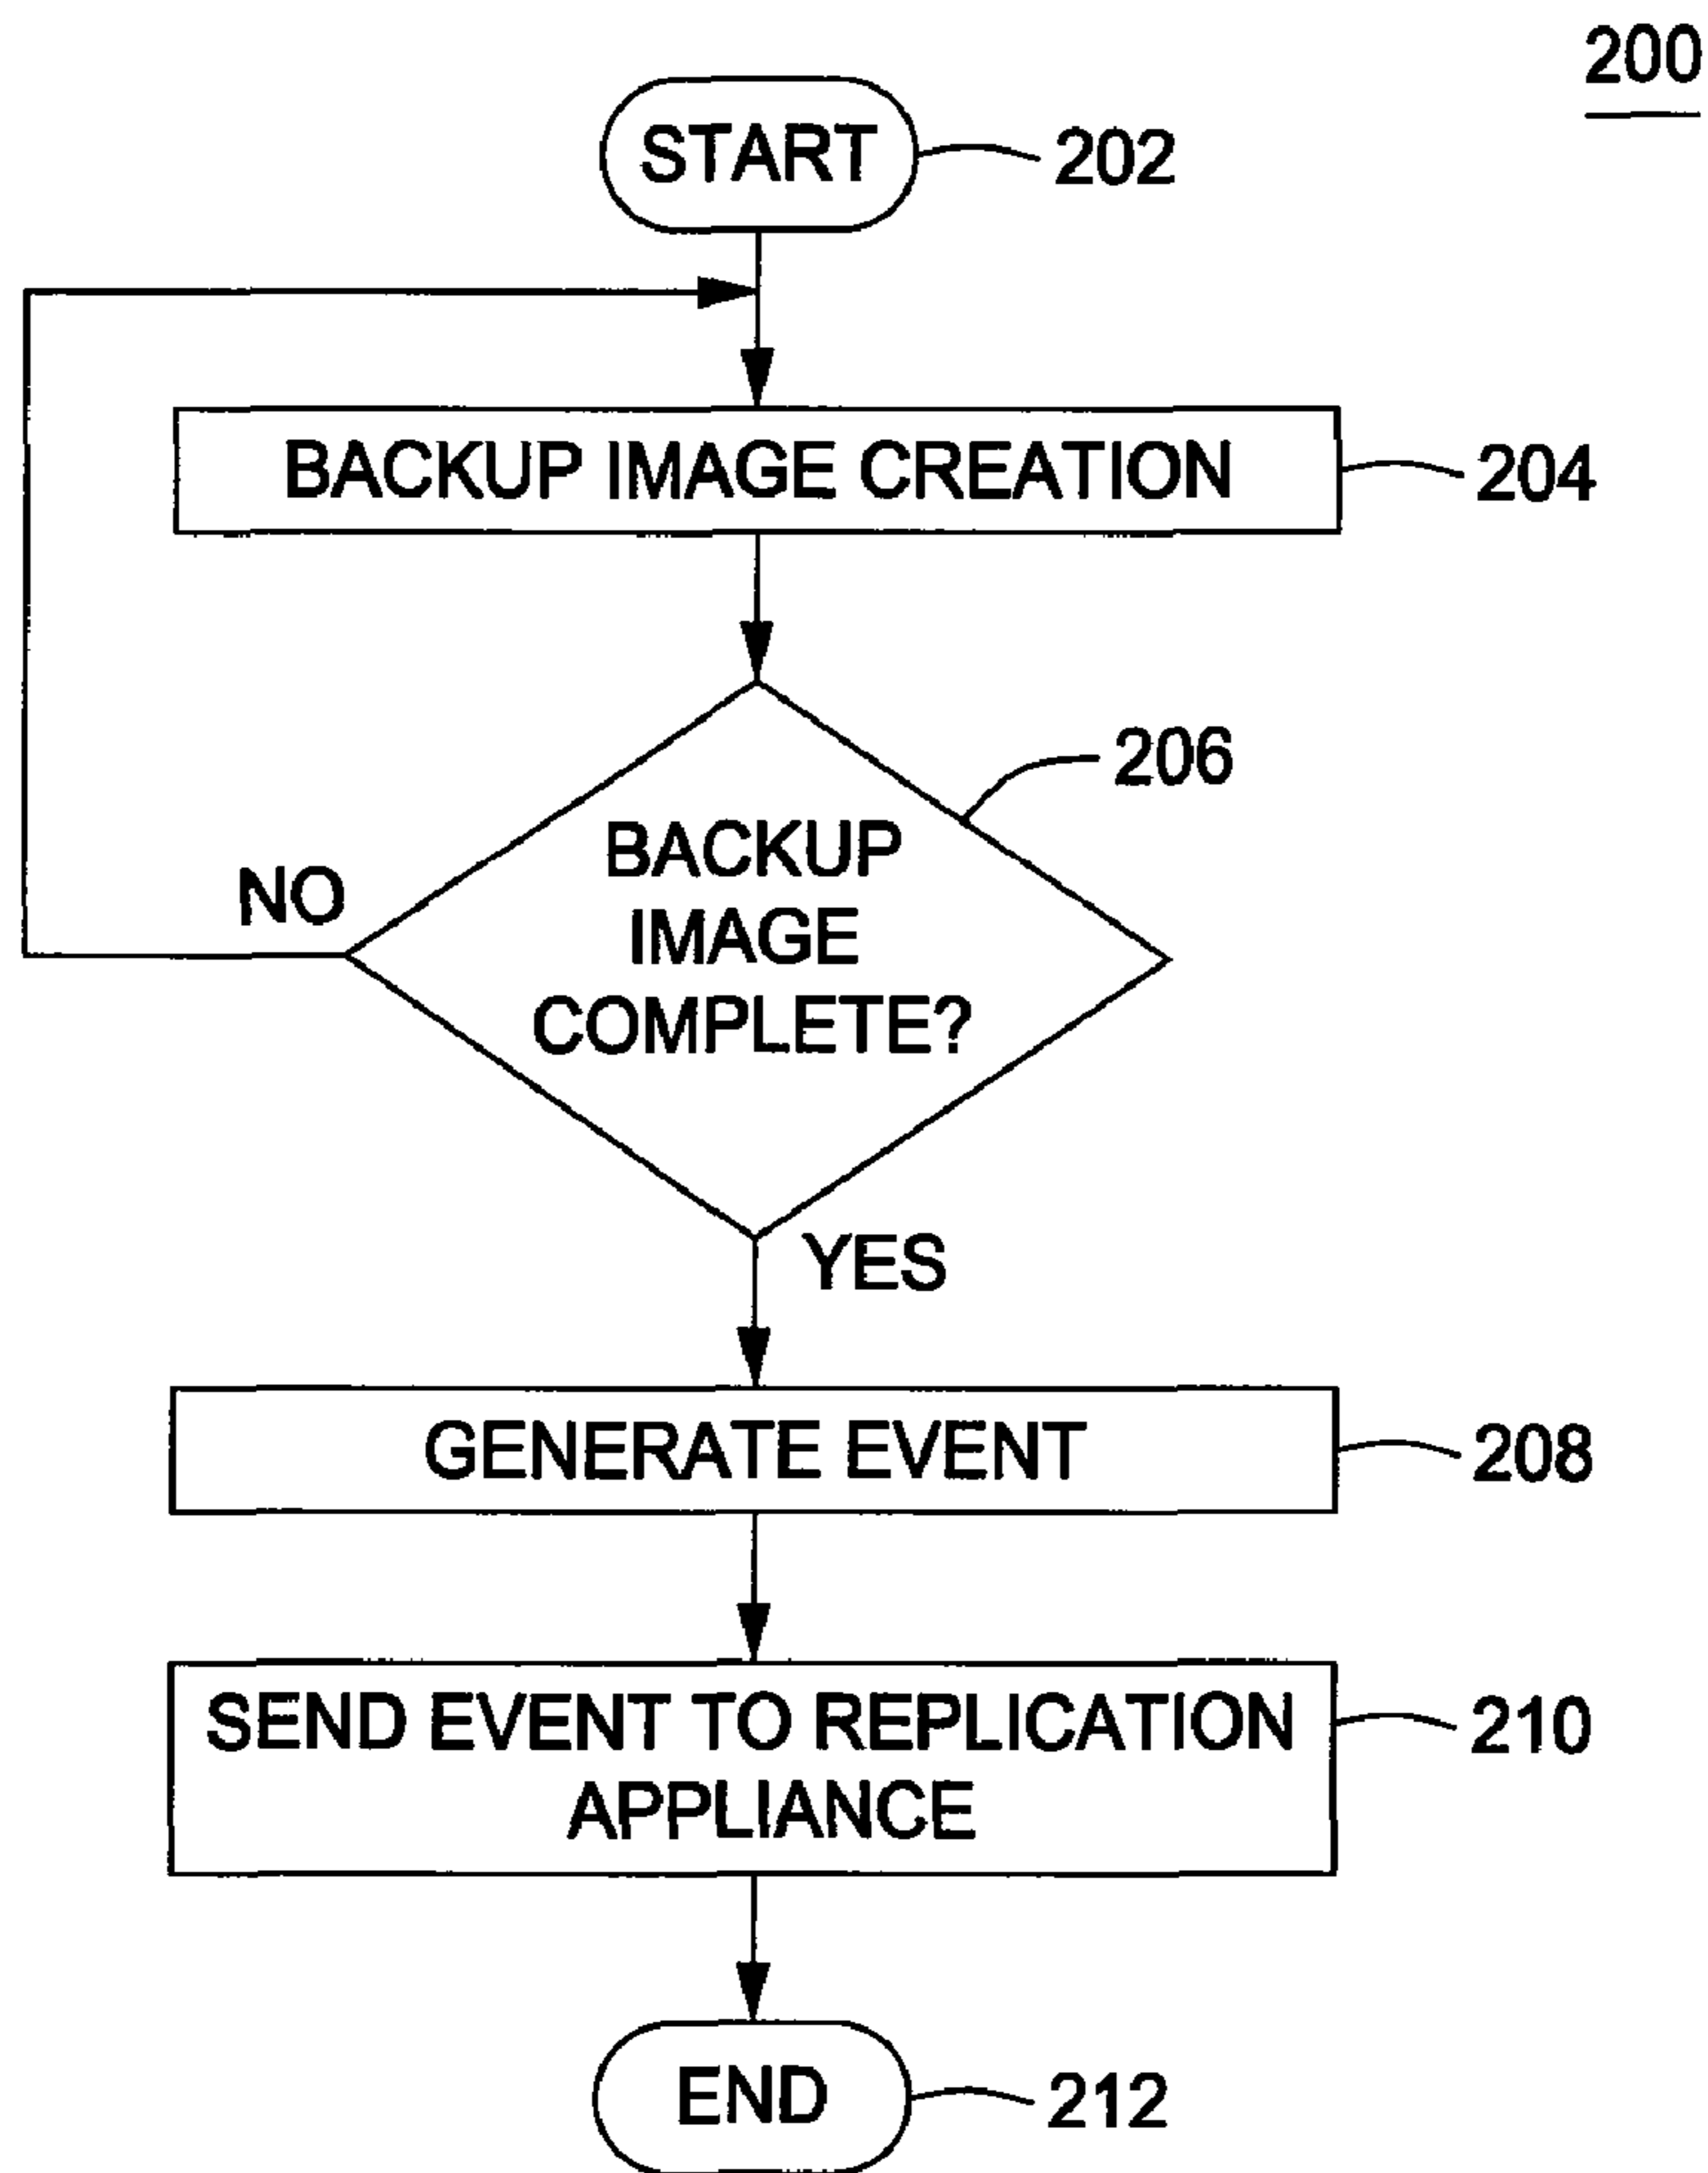 200
START
202
BACKUP IMAGE CREATION
204
206
BACKUP
IMAGE
COMPLETE?
NO
YES
GENERATE EVENT
208
SEND EVENT TO REPLICATION
APPLIANCE
210
END
212